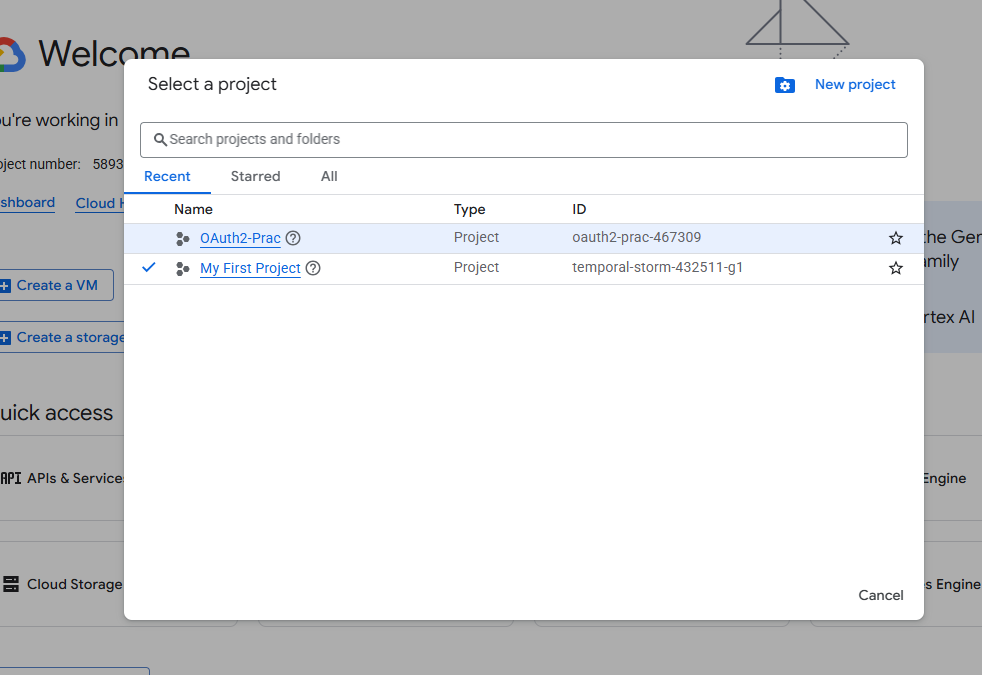 Welcome
Select a project
New project
ou're working in
Search projects and folders
oject number: 5893
Recent Starred All
shboard Cloud H
Name Type ID
OAuth2-Prac Project oauth2-prac-467309
the Gen
My First Project Project temporal-storm-432511-g1
mily
Create a VM
rtex AI
Create a storage
uick access
API APIs & Service
Engine
Cloud Storage
s Engine
Cancel